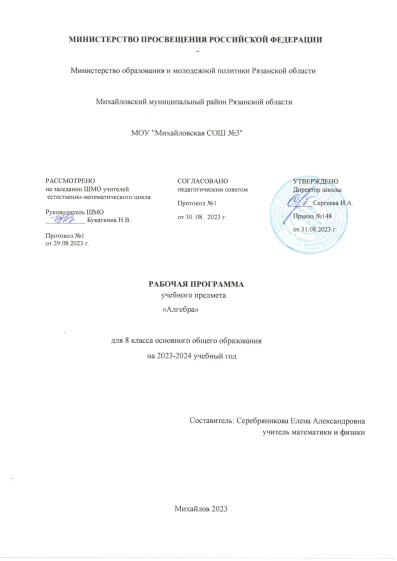 МИНИСТЕРСТВО ПРОСВЕЩЕНИЯ РОССИЙСКОЙ ФЕДЕРАЦИИ
Министерство образования и молодежной политики Рязанской области
Михайловский муниципальный район Рязанской области
МОУ "Михайловская СОШ №3"
РАССМОТРЕНО
на заседании ШМО учителей
естественно-математического цикла
Руководитель ШМО
Букаткина Н.В.
Протокол №1
от 29.08.2023 г.
СОГЛАСОВАНО
педагогическим советом
Протокол №1
от 30. 08. 2023 г.
УТВЕРЖДЕНО
Директор школы
Сергеева И.А.
Приказ №148
от 31.08.2023 г.
РАБОЧАЯ ПРОГРАММА
учебного предмета
«Алгебра»
для 8 класса основного общего образования
на 2023-2024 учебный год
Составитель: Серебрянникова Елена Александровна
учитель математики и физики
Михайлов 2023